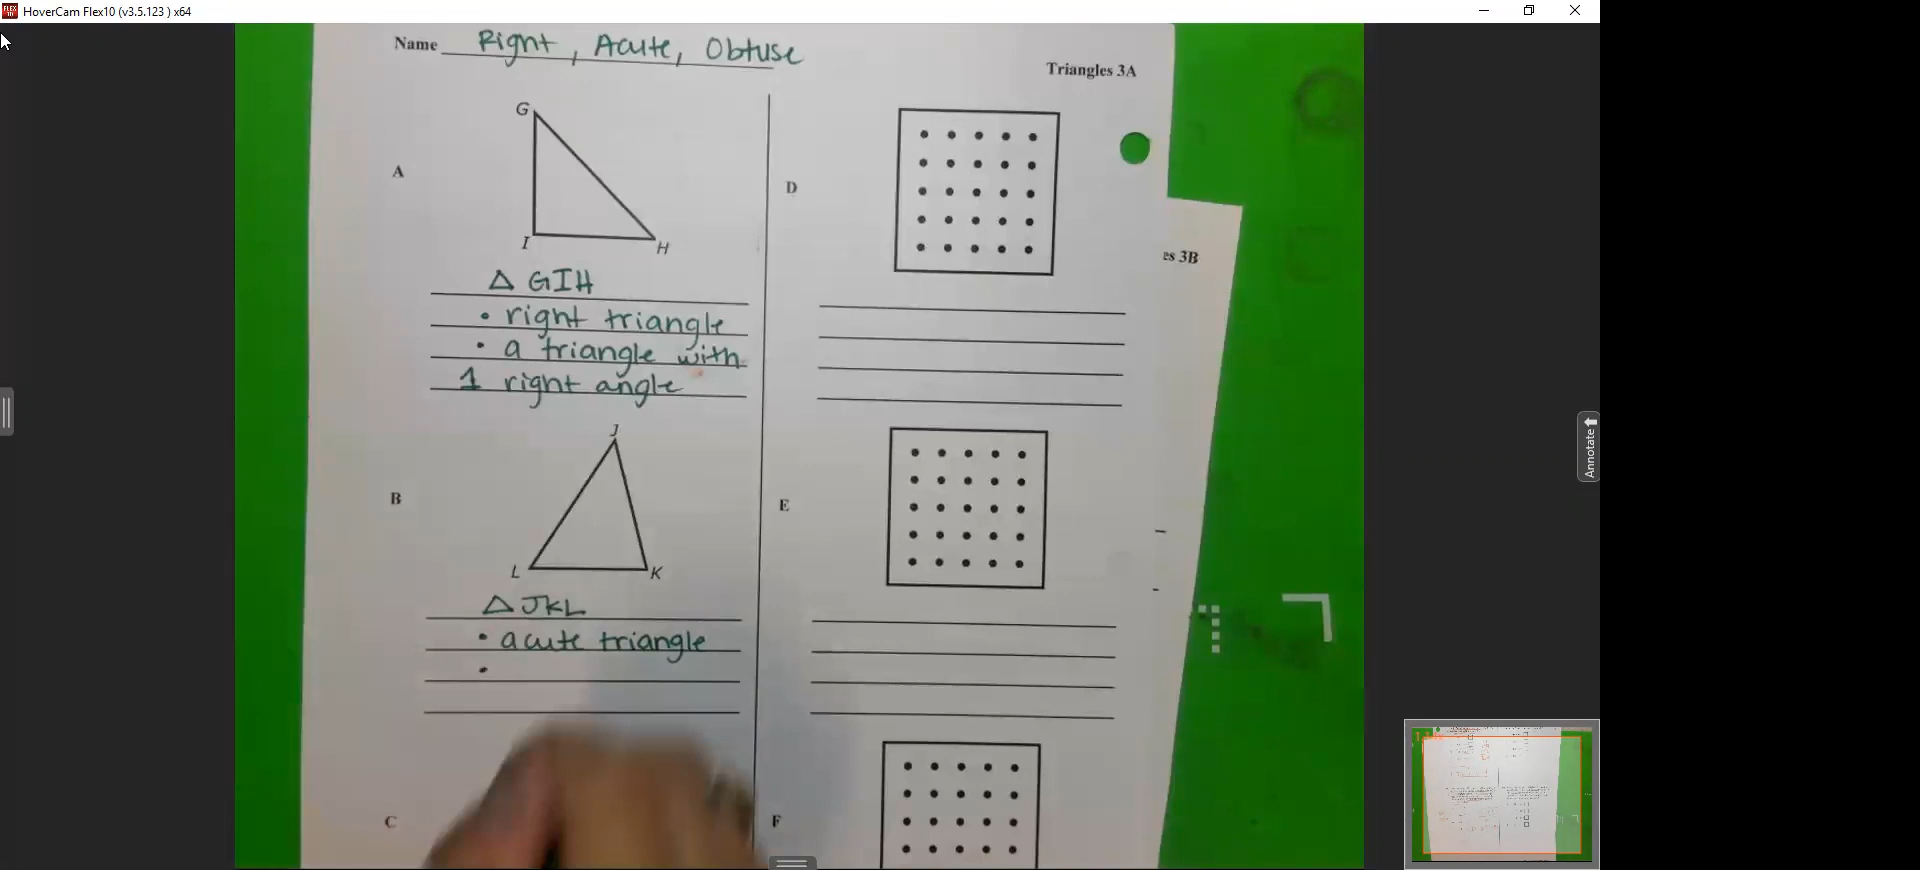 HoverCam Flex10 (v3.5.123 ) x64
Name Right, Acute, Obtuse
Triangles 3A
G
A
I
H
△ GIH
• right triangle
• a triangle with
1 right angle
J
B
L
K
△ JKL
• acute triangle
•
C
D
E
F
es 3B
Annotate